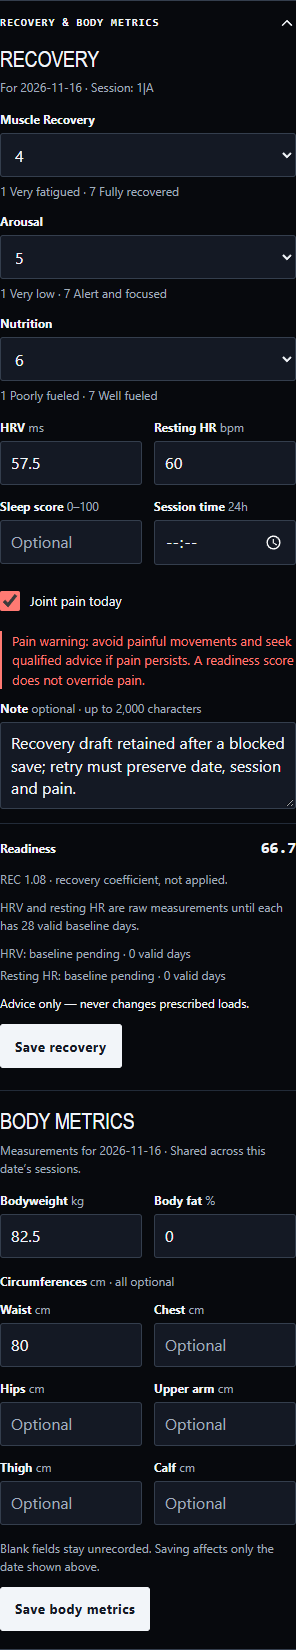 RECOVERY & BODY METRICS
RECOVERY
For 2026-11-16 · Session: 1|A
Muscle Recovery
4
1 Very fatigued · 7 Fully recovered
Arousal
5
1 Very low · 7 Alert and focused
Nutrition
6
1 Poorly fueled · 7 Well fueled
HRV ms Resting HR bpm
57.5 60
Sleep score 0–100 Session time 24h
Optional --:--
Joint pain today
Pain warning: avoid painful movements and seek
qualified advice if pain persists. A readiness score
does not override pain.
Note optional · up to 2,000 characters
Recovery draft retained after a blocked
save; retry must preserve date, session
and pain.
Readiness 66.7
REC 1.08 · recovery coefficient, not applied.
HRV and resting HR are raw measurements until each
has 28 valid baseline days.
HRV: baseline pending · 0 valid days
Resting HR: baseline pending · 0 valid days
Advice only — never changes prescribed loads.
Save recovery
BODY METRICS
Measurements for 2026-11-16 · Shared across this
date's sessions.
Bodyweight kg Body fat %
82.5 0
Circumferences cm · all optional
Waist cm Chest cm
80 Optional
Hips cm Upper arm cm
Optional Optional
Thigh cm Calf cm
Optional Optional
Blank fields stay unrecorded. Saving affects only the
date shown above.
Save body metrics